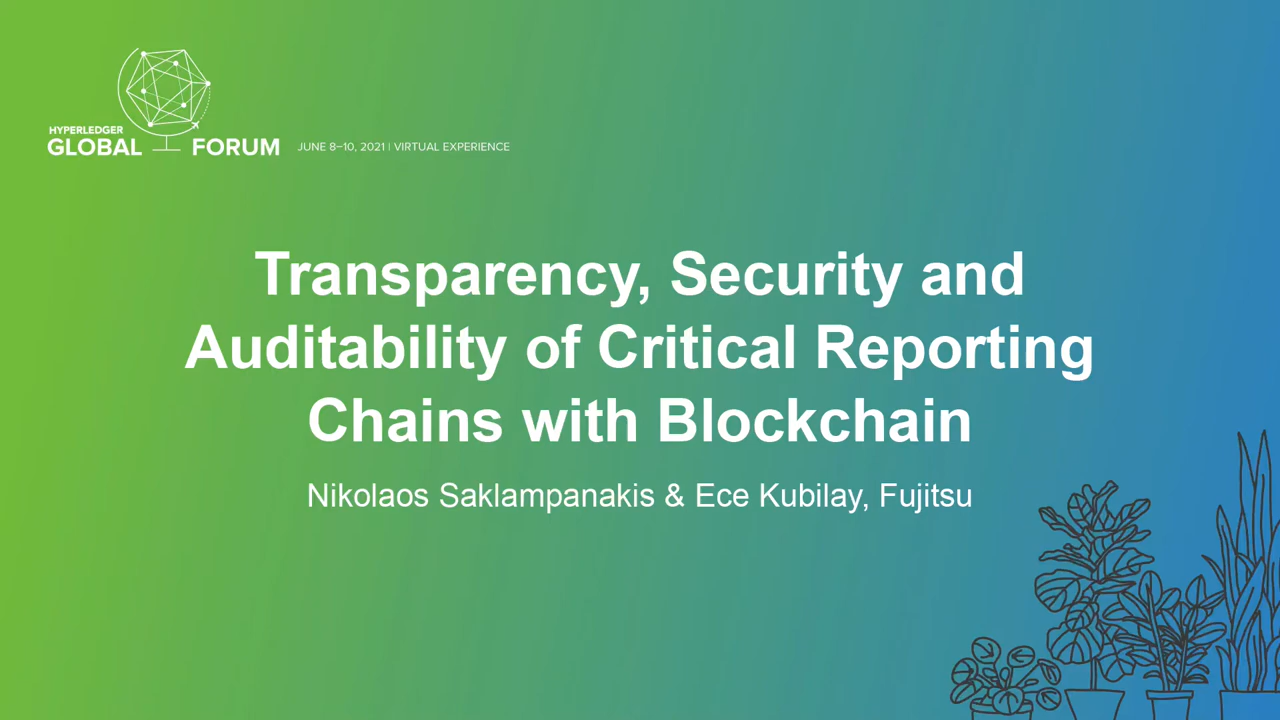 HYPERLEDGER
GLOBAL FORUM
JUNE 8–10, 2021 | VIRTUAL EXPERIENCE
Transparency, Security and
Auditability of Critical Reporting
Chains with Blockchain
Nikolaos Saklampanakis & Ece Kubilay, Fujitsu